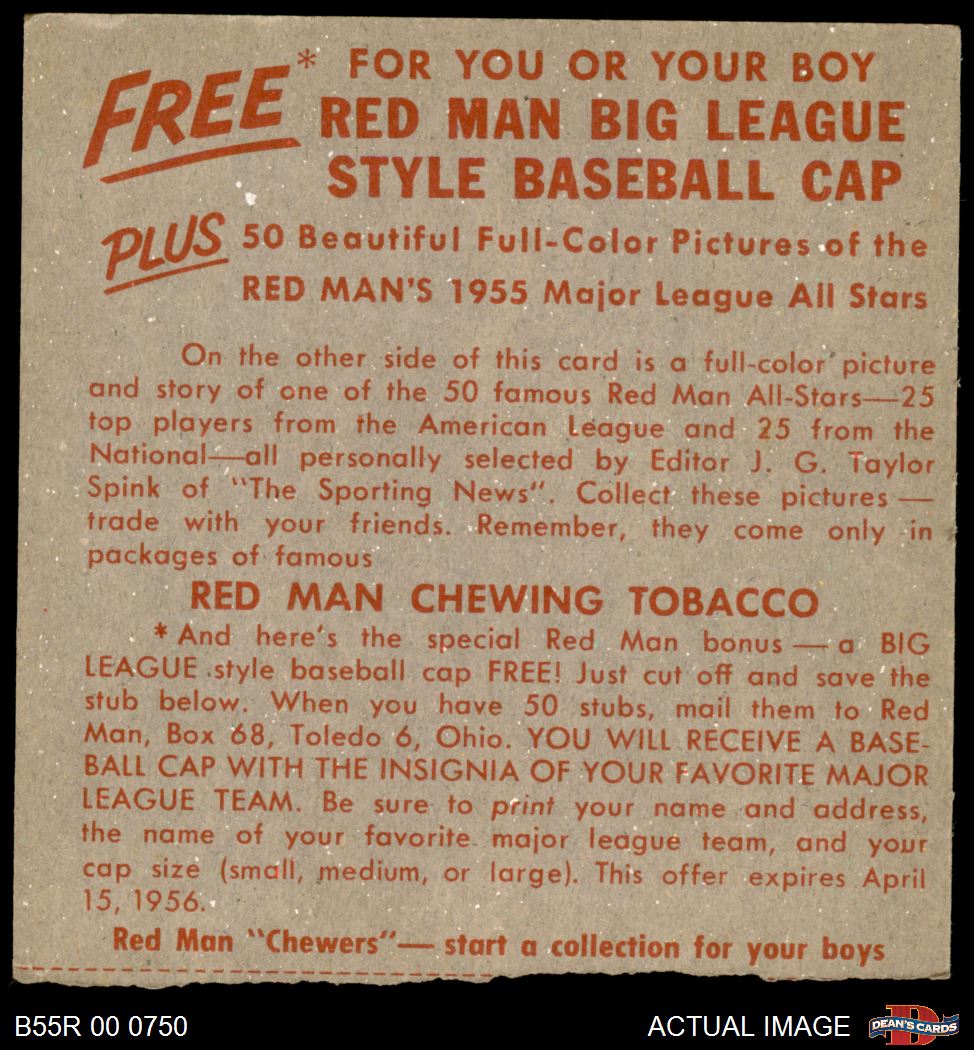 FREE* FOR YOU OR YOUR BOY
RED MAN BIG LEAGUE
STYLE BASEBALL CAP
PLUS 50 Beautiful Full-Color Pictures of the
RED MAN'S 1955 Major League All Stars
On the other side of this card is a full-color picture
and story of one of the 50 famous Red Man All-Stars—25
top players from the American League and 25 from the
National—all personally selected by Editor J. G. Taylor
Spink of "The Sporting News". Collect these pictures—
trade with your friends. Remember, they come only in
packages of famous
RED MAN CHEWING TOBACCO
*And here's the special Red Man bonus—a BIG
LEAGUE style baseball cap FREE! Just cut off and save the
stub below. When you have 50 stubs, mail them to Red
Man, Box 68, Toledo 6, Ohio. YOU WILL RECEIVE A BASE-
BALL CAP WITH THE INSIGNIA OF YOUR FAVORITE MAJOR
LEAGUE TEAM. Be sure to print your name and address,
the name of your favorite major league team, and your
cap size (small, medium, or large). This offer expires April
15, 1956.
Red Man "Chewers"—start a collection for your boys
B55R 00 0750 ACTUAL IMAGE D DEAN'S CARDS